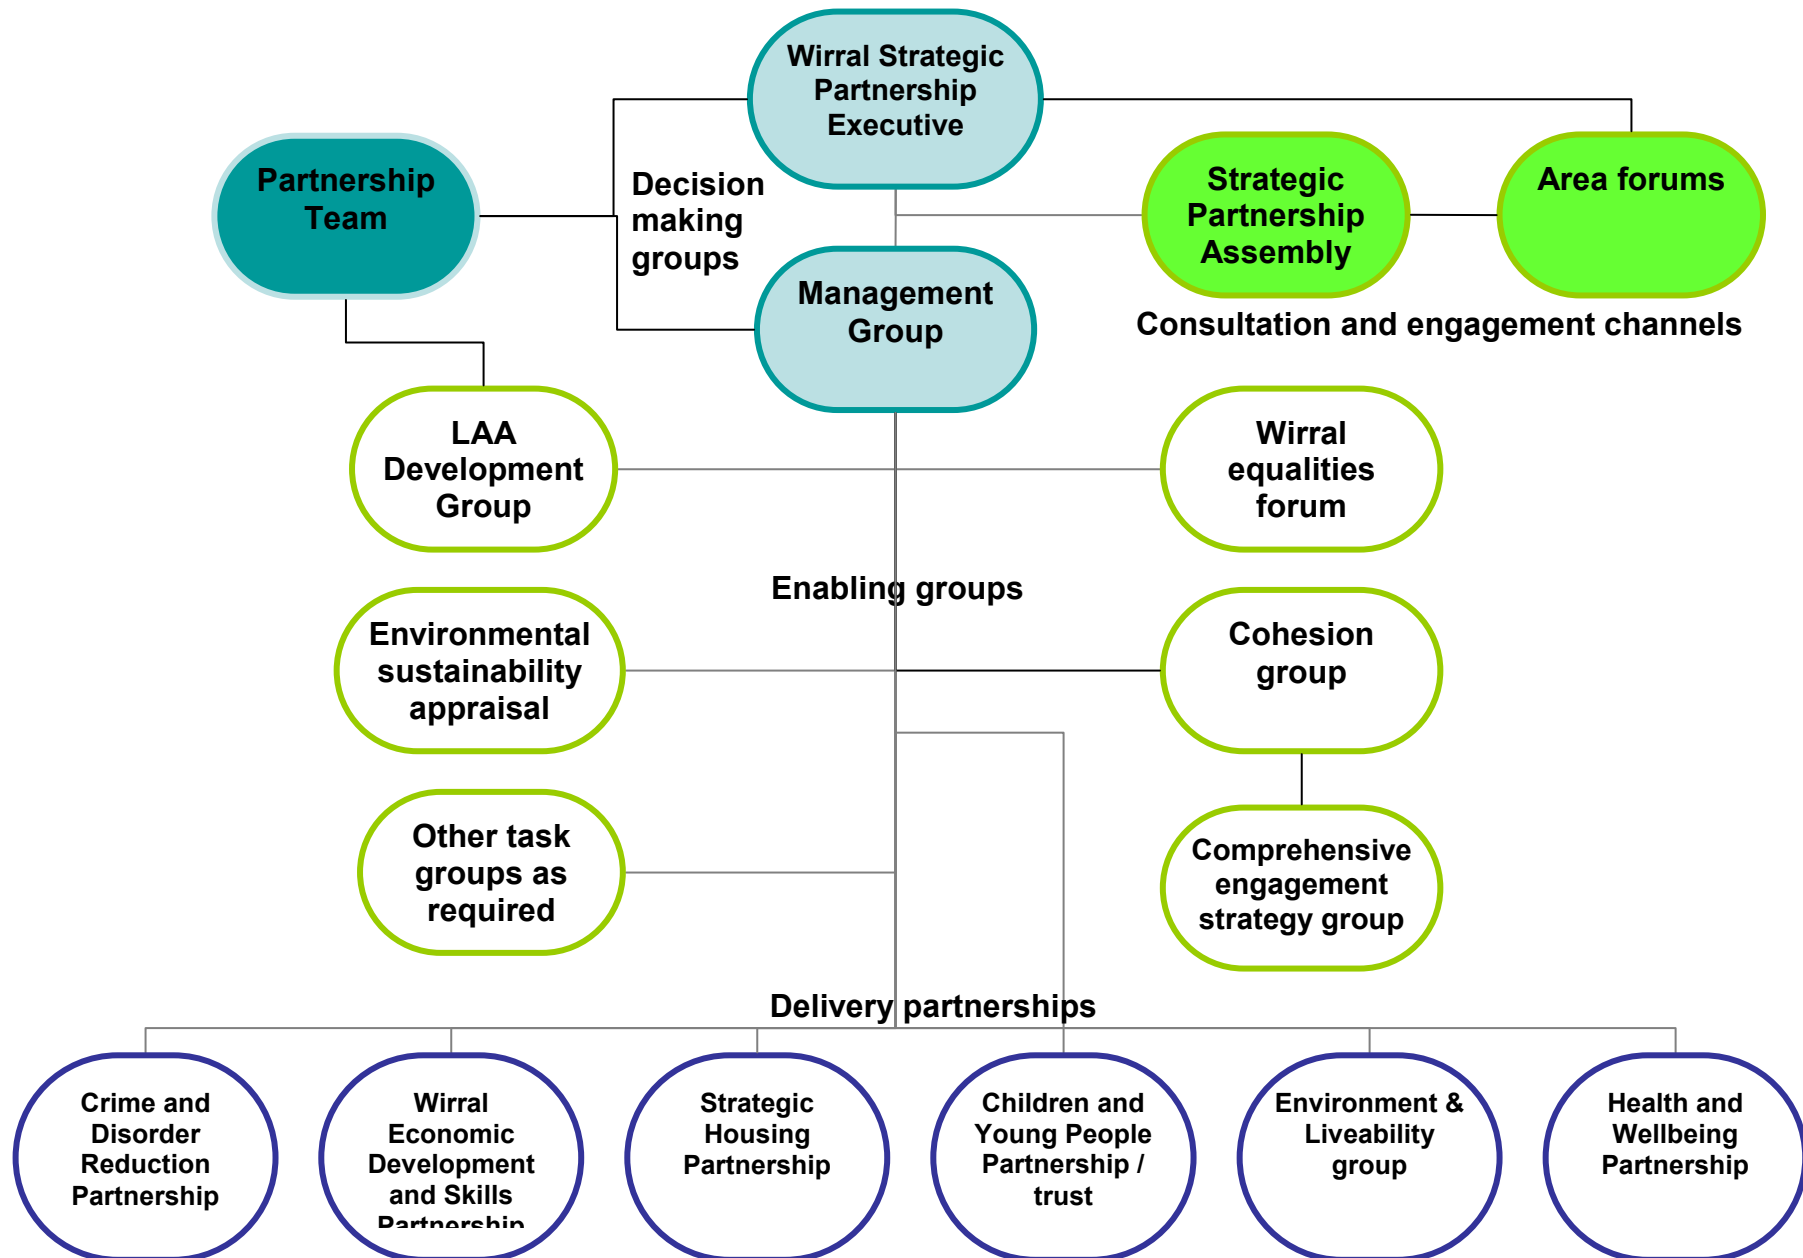 Wirral Strategic
Partnership
Executive
Partnership
Team
Decision
making
groups
Strategic
Partnership
Assembly
Area forums
Management
Group
Consultation and engagement channels
LAA
Development
Group
Wirral
equalities
forum
Enabling groups
Environmental
sustainability
appraisal
Cohesion
group
Other task
groups as
required
Comprehensive
engagement
strategy group
Delivery partnerships
Crime and
Disorder
Reduction
Partnership
Wirral
Economic
Development
and Skills
Partnership
Strategic
Housing
Partnership
Children and
Young People
Partnership /
trust
Environment &
Liveability
group
Health and
Wellbeing
Partnership